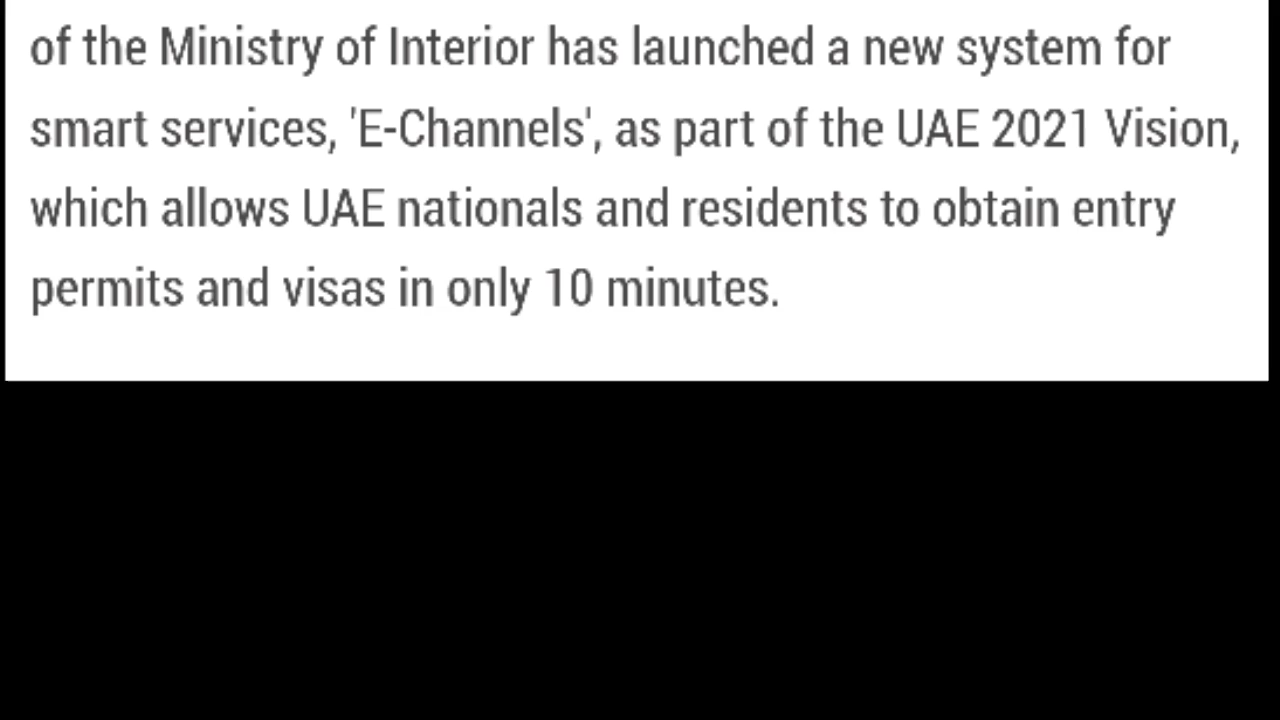 of the Ministry of Interior has launched a new system for
smart services, 'E-Channels', as part of the UAE 2021 Vision,
which allows UAE nationals and residents to obtain entry
permits and visas in only 10 minutes.